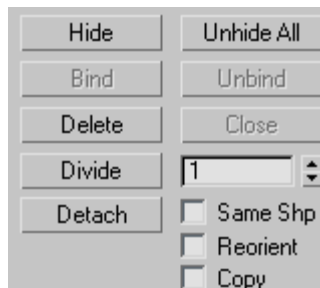 Hide Unhide All
Bind Unbind
Delete Close
Divide 1
Detach Same Shp
Reorient
Copy